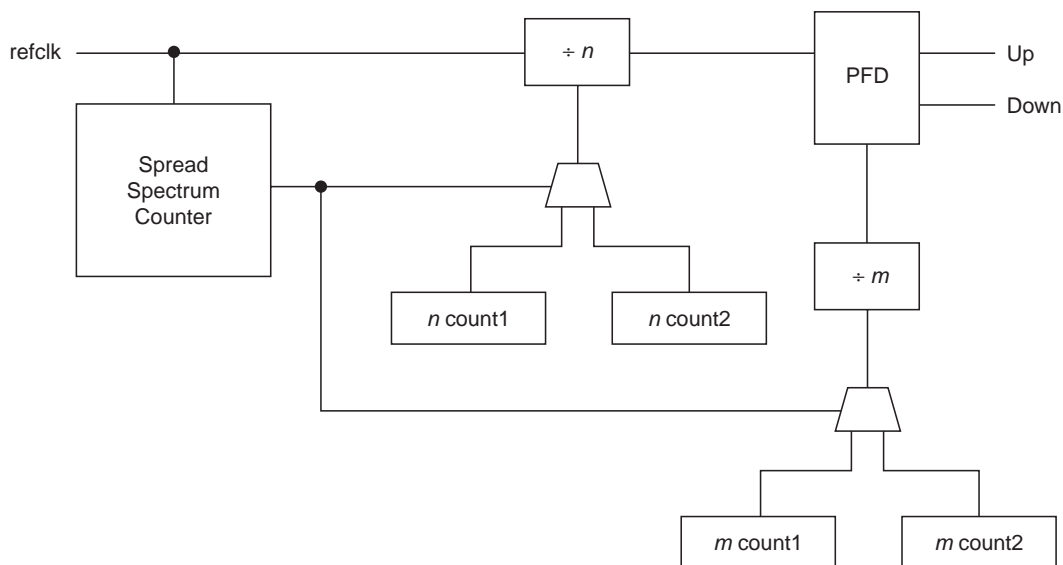 refclk
÷ n
PFD
Up
Down
Spread
Spectrum
Counter
n count1
n count2
÷ m
m count1
m count2